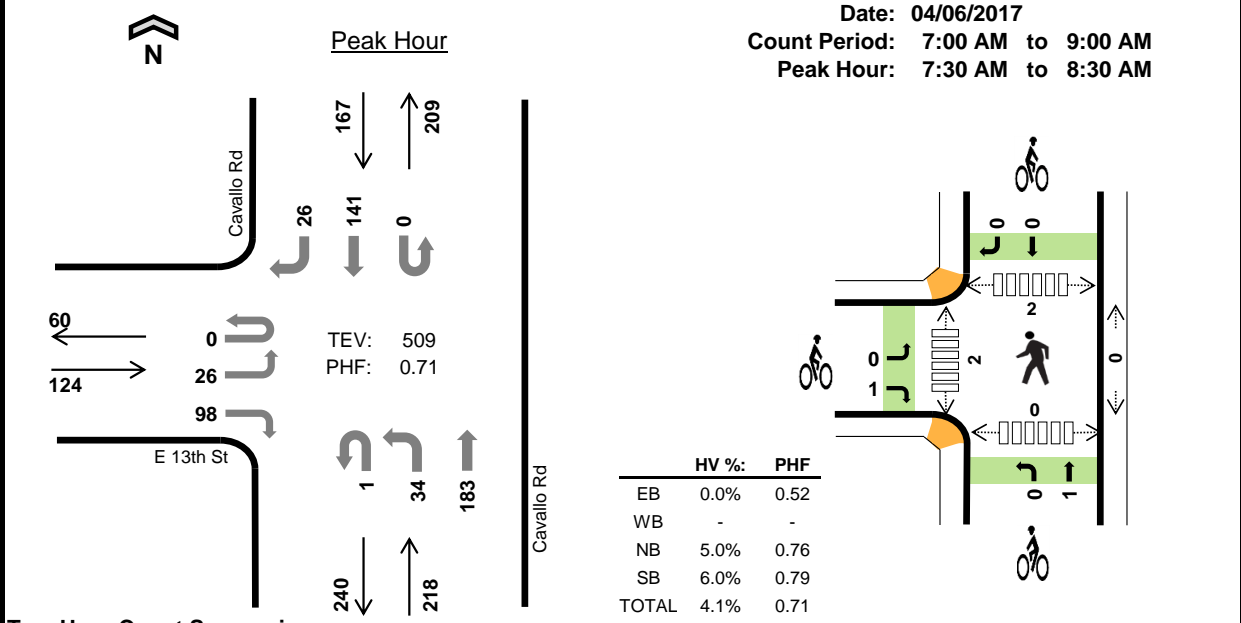 N
Peak Hour
Date: 04/06/2017
Count Period: 7:00 AM to 9:00 AM
Peak Hour: 7:30 AM to 8:30 AM
167
209
Cavallo Rd
26
141
0
60
124
0
26
98
TEV: 509
PHF: 0.71
E 13th St
1
34
183
Cavallo Rd
240
218
0
0
2
0
1
2
0
0
0
1
HV %: PHF
EB 0.0% 0.52
WB - -
NB 5.0% 0.76
SB 6.0% 0.79
TOTAL 4.1% 0.71